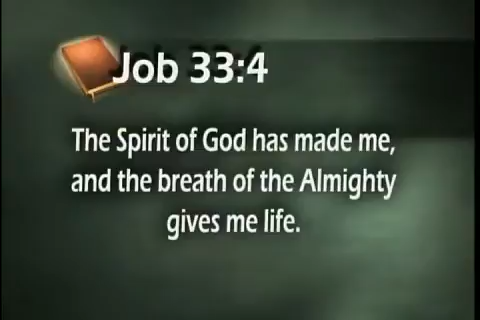 Job 33:4
The Spirit of God has made me,
and the breath of the Almighty
gives me life.